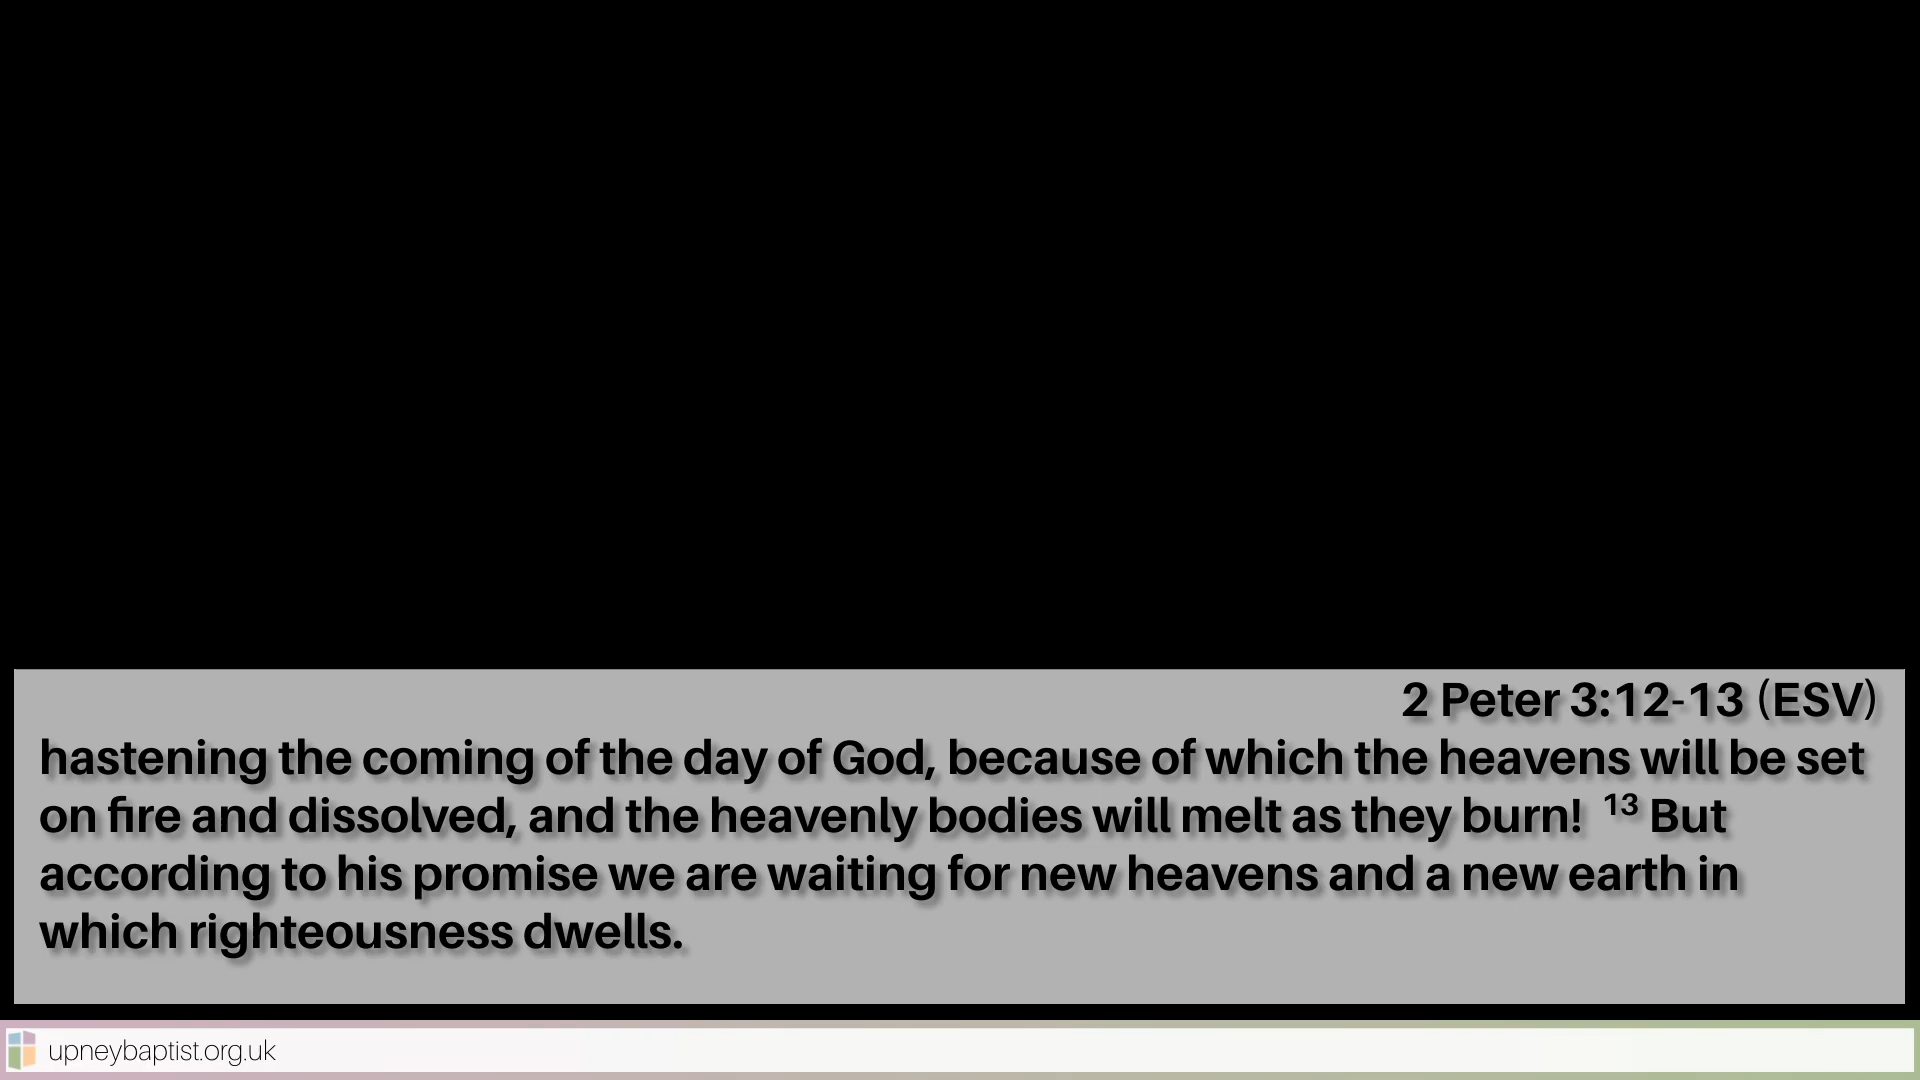 2 Peter 3:12-13 (ESV)
hastening the coming of the day of God, because of which the heavens will be set
on fire and dissolved, and the heavenly bodies will melt as they burn! 13 But
according to his promise we are waiting for new heavens and a new earth in
which righteousness dwells.
upneybaptist.org.uk